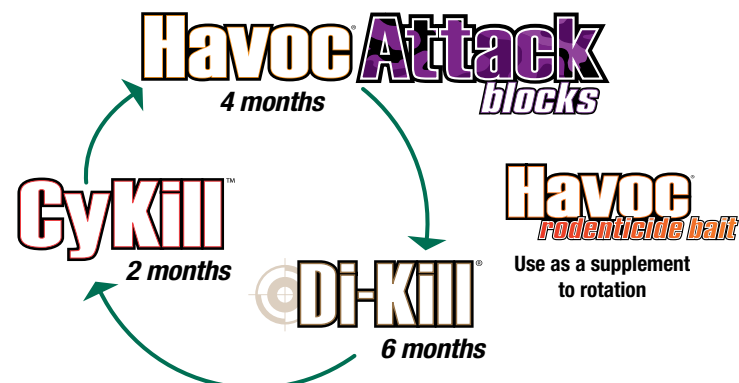 Havoc® Attack
blocks
4 months
CyKill™
2 months
Havoc®
rodenticide bait
Use as a supplement
to rotation
Di-Kill®
6 months